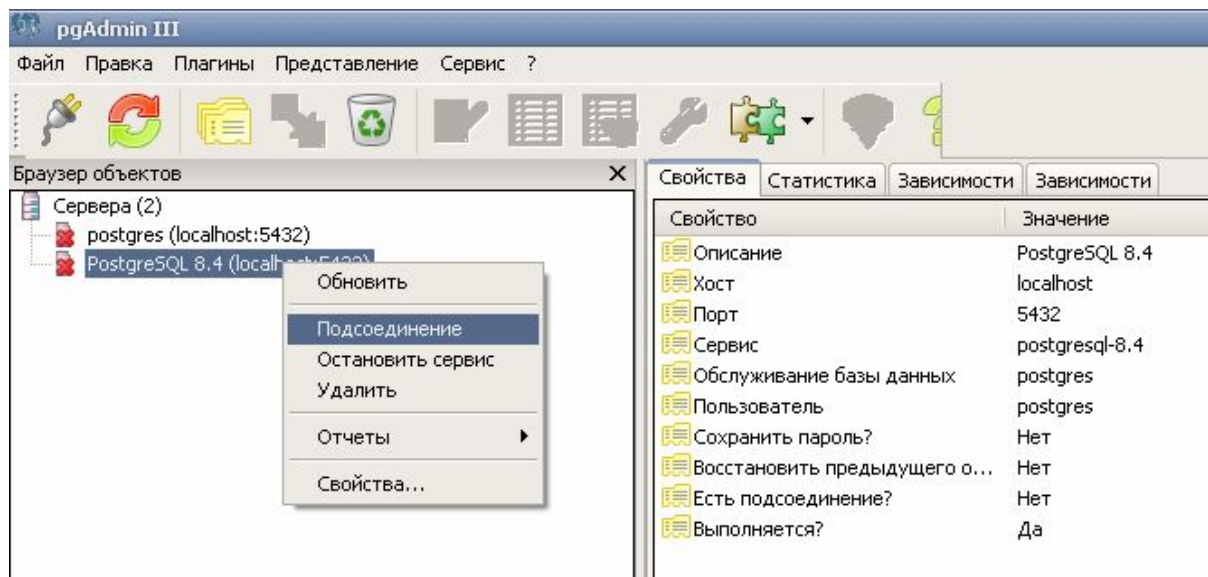 pgAdmin III
Файл Правка Плагины Представление Сервис ?
Браузер объектов
Сервера (2)
postgres (localhost:5432)
PostgreSQL 8.4
Обновить
Подсоединение
Остановить сервис
Удалить
Отчеты
Свойства...
Свойства Статистика Зависимости Зависимости
Свойство Значение
Описание PostgreSQL 8.4
Хост localhost
Порт 5432
Сервис postgresql-8.4
Обслуживание базы данных postgres
Пользователь postgres
Сохранить пароль? Нет
Восстановить предыдущего о... Нет
Есть подсоединение? Нет
Выполняется? Да